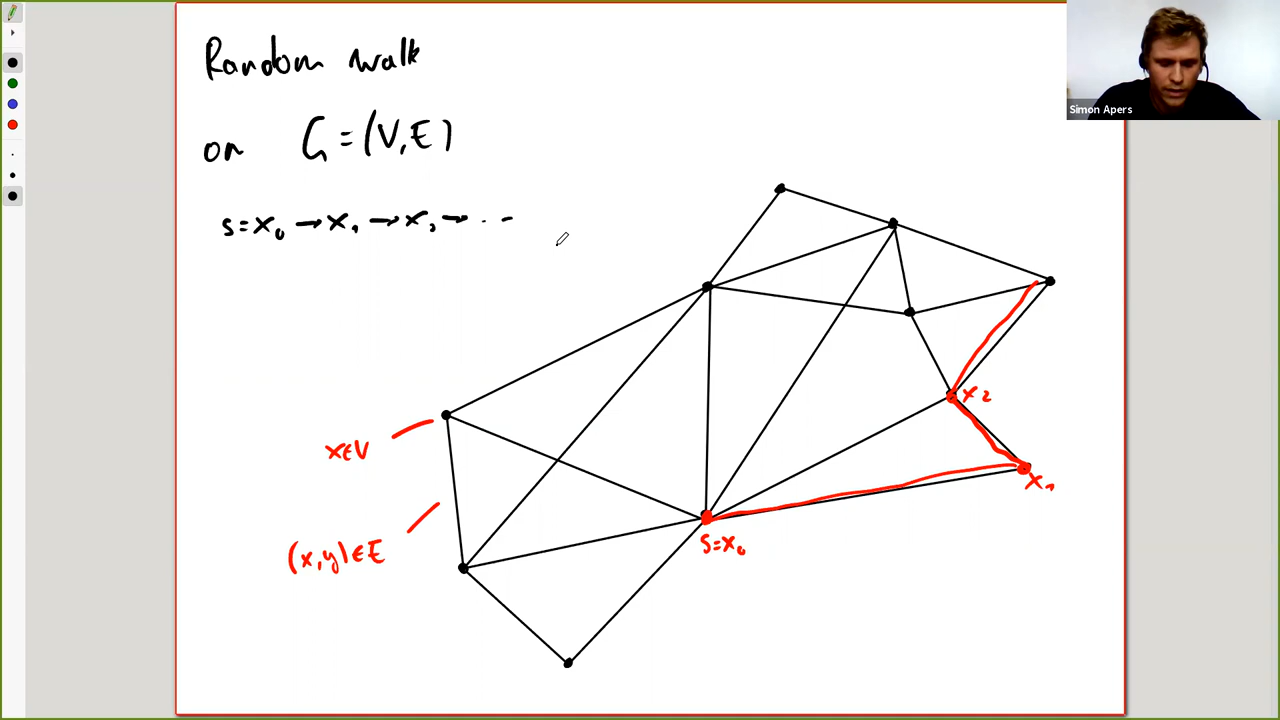 Random walk
on G = (V,E)
s=x₀ → x₁ → x₂ → ...
Simon Apers
x∈V
(x,y)∈E
x2
x₁
s=x₀